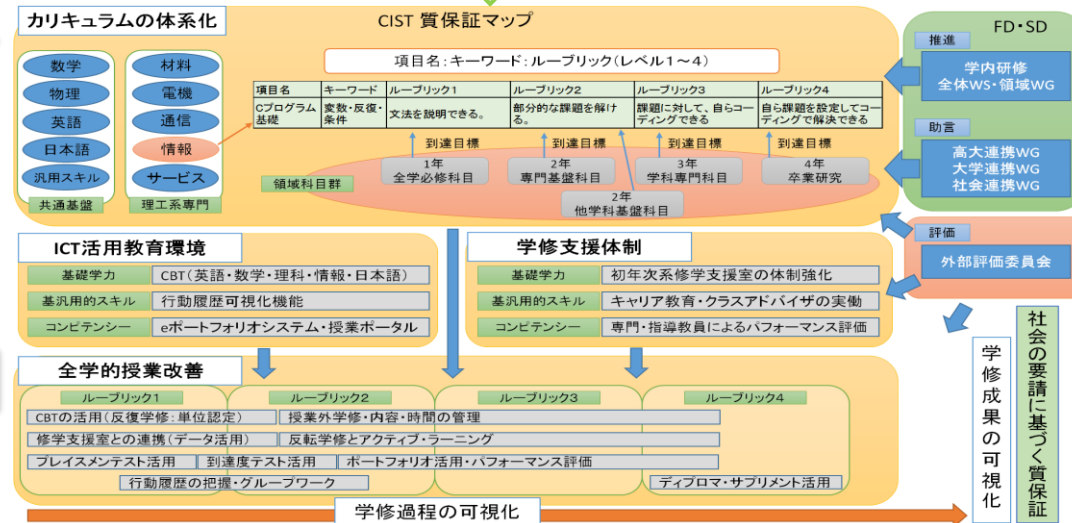 カリキュラムの体系化
CIST 質保証マップ
FD・SD
数学
物理
英語
日本語
汎用スキル
共通基盤
材料
電機
通信
情報
サービス
理工系専門
項目名:キーワード:ルーブリック(レベル1～4)
項目名 キーワード ルーブリック1 ルーブリック2 ルーブリック3 ルーブリック4
Cプログラム基礎
変数・反復・条件
文法を説明できる。
部分的な課題を解ける。
課題に対して、自らコーディングできる
自ら課題を設定してコーディングで解決できる
到達目標 到達目標 到達目標 到達目標
領域科目群
1年
全学必修科目
2年
専門基盤科目
3年
学科専門科目
4年
卒業研究
2年
他学科基盤科目
推進
学内研修
全体WS・領域WG
助言
高大連携WG
大学連携WG
社会連携WG
評価
外部評価委員会
ICT活用教育環境
基礎学力 CBT(英語・数学・理科・情報・日本語)
基汎用的スキル 行動履歴可視化機能
コンピテンシー eポートフォリオシステム・授業ポータル
学修支援体制
基礎学力 初年次系修学支援室の体制強化
基汎用的スキル キャリア教育・クラスアドバイザの実働
コンピテンシー 専門・指導教員によるパフォーマンス評価
全学的授業改善
ルーブリック1 ルーブリック2 ルーブリック3 ルーブリック4
CBTの活用(反復学修:単位認定) 授業外学修・内容・時間の管理
修学支援室との連携(データ活用) 反転学修とアクティブ・ラーニング
プレイスメンテスト活用 到達度テスト活用 ポートフォリオ活用・パフォーマンス評価
行動履歴の把握・グループワーク ディプロマ・サプリメント活用
学修過程の可視化
学修成果の可視化
社会の要請に基づく質保証